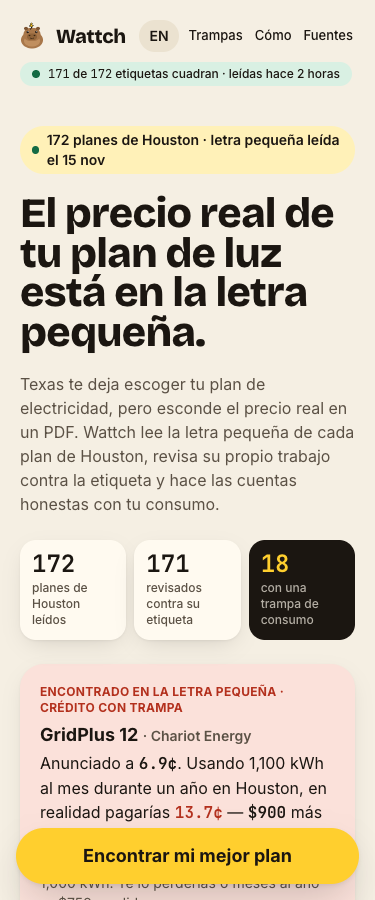 Wattch EN Trampas Cómo Fuentes
171 de 172 etiquetas cuadran · leídas hace 2 horas
172 planes de Houston · letra pequeña leída
el 15 nov
El precio real de
tu plan de luz
está en la letra
pequeña.
Texas te deja escoger tu plan de
electricidad, pero esconde el precio real en
un PDF. Wattch lee la letra pequeña de cada
plan de Houston, revisa su propio trabajo
contra la etiqueta y hace las cuentas
honestas con tu consumo.
172
planes de
Houston
leídos
171
revisados
contra su
etiqueta
18
con una
trampa de
consumo
ENCONTRADO EN LA LETRA PEQUEÑA ·
CRÉDITO CON TRAMPA
GridPlus 12 · Chariot Energy
Anunciado a 6.9¢. Usando 1,100 kWh
al mes durante un año en Houston, en
realidad pagarías 13.7¢ — $900 más
Encontrar mi mejor plan